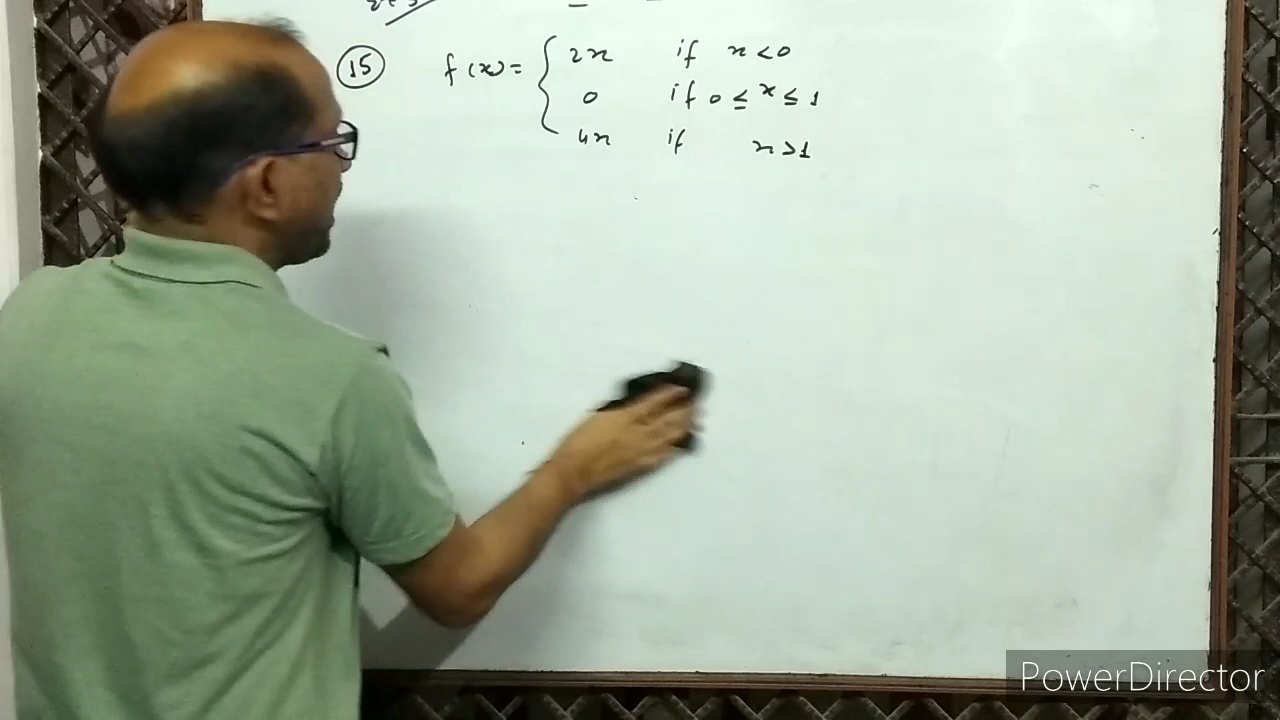 15 f(x) = { 2x if x < 0
0 if 0 ≤ x ≤ 1
4x if x > 1
PowerDirector